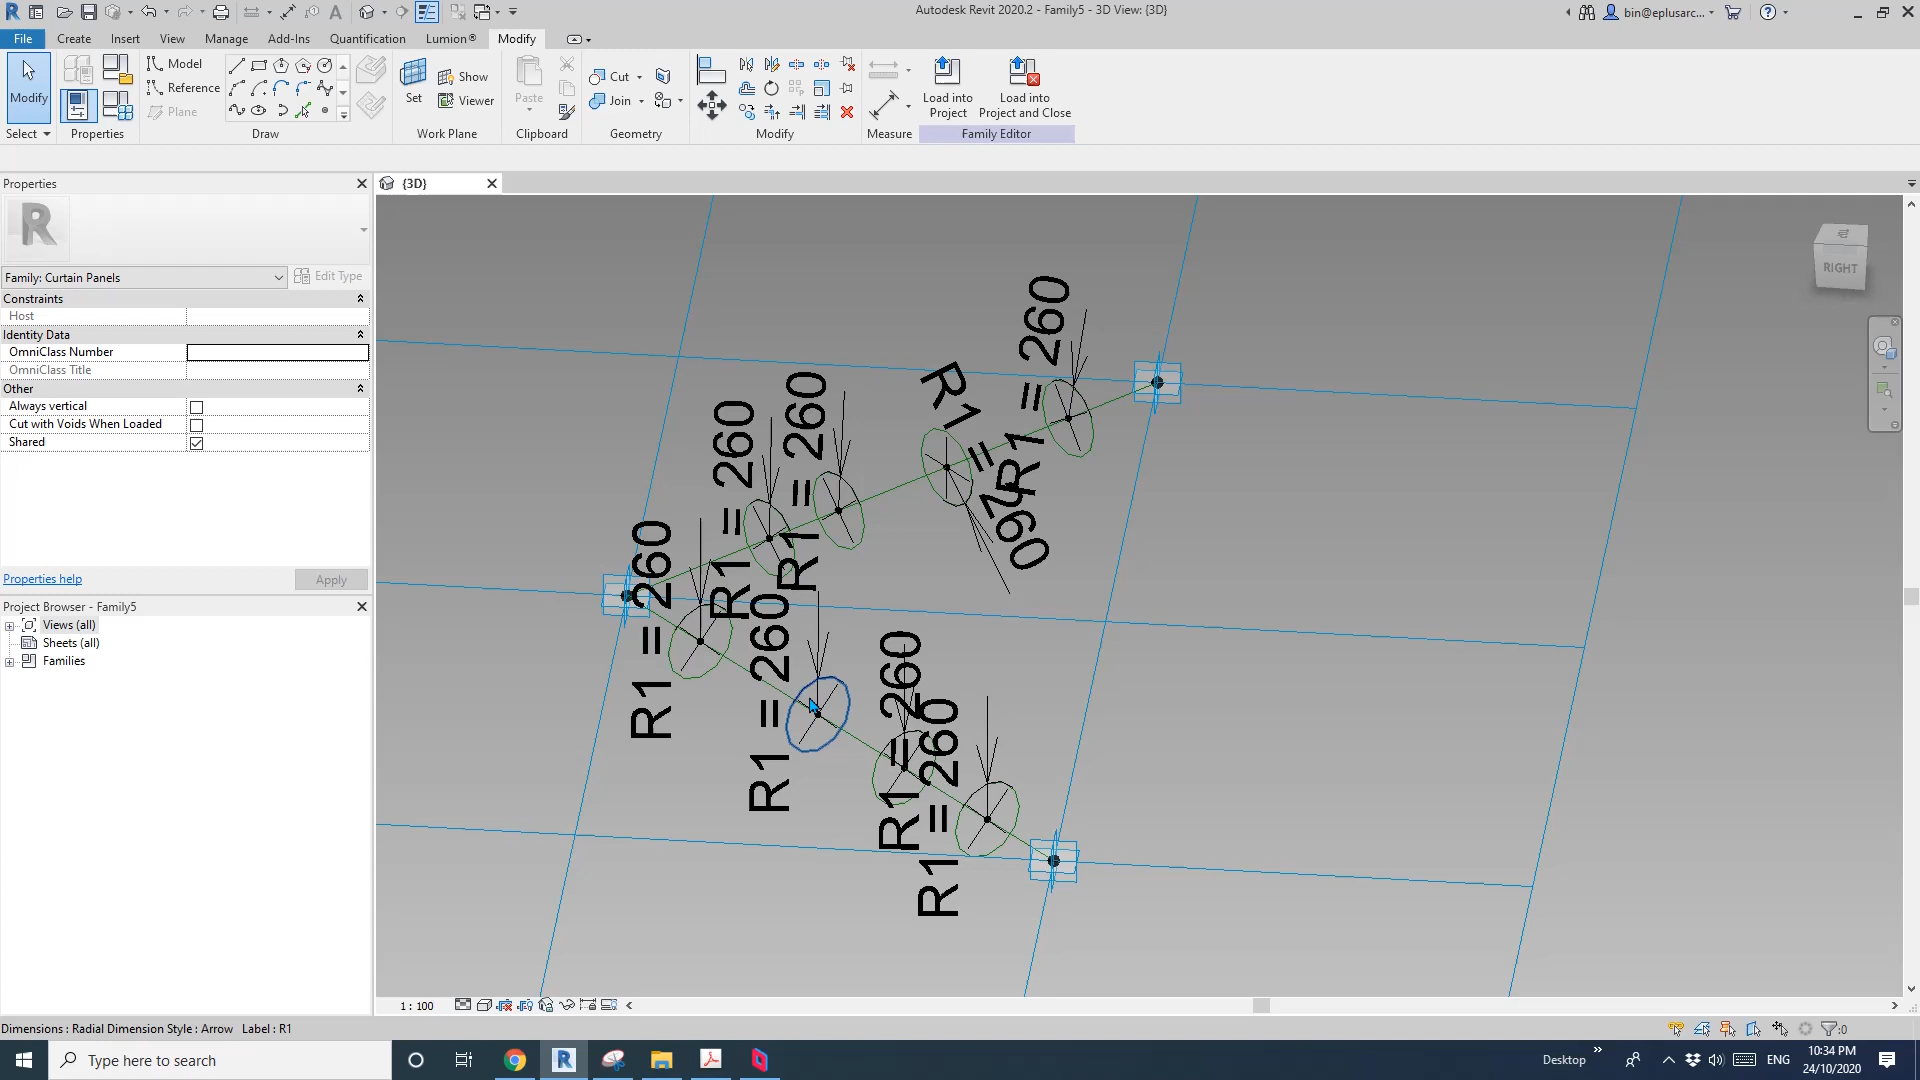 Autodesk Revit 2020.2 - Family5 - 3D View: {3D}
bin@eplusarc...
File Create Insert View Manage Add-Ins Quantification Lumion® Modify
Modify
Select
Properties
Model
Reference
Plane
Draw
Set
Show
Viewer
Work Plane
Paste
Clipboard
Cut
Join
Geometry
Modify
Measure
Load into
Project
Load into
Project and Close
Family Editor
Properties
{3D}
R
Family: Curtain Panels
Edit Type
Constraints
Host
Identity Data
OmniClass Number
OmniClass Title
Other
Always vertical
Cut with Voids When Loaded
Shared
Properties help
Apply
Project Browser - Family5
Views (all)
Sheets (all)
Families
R1 = 260
R1 = 260
R1 = 260
R1 = 260
R1 = 260
R1 = 260
R1 = 260
R1 = 260
RIGHT
1 : 100
Dimensions : Radial Dimension Style : Arrow Label : R1
:0
Type here to search
Desktop
ENG
10:34 PM
24/10/2020